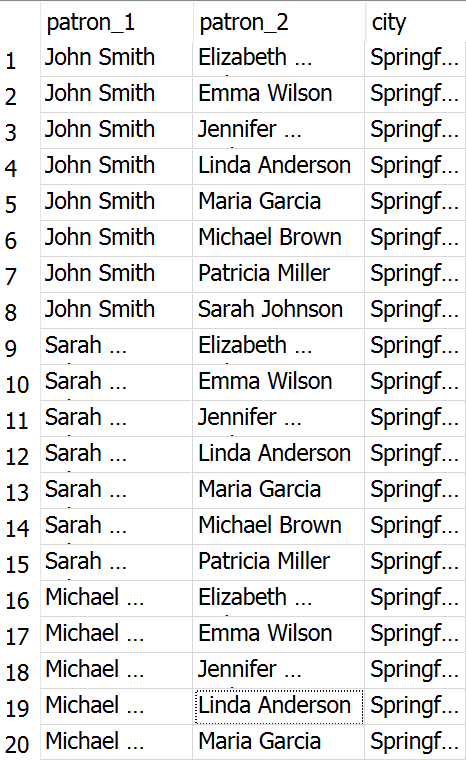 patron_1 patron_2 city
1 John Smith Elizabeth ... Springf...
2 John Smith Emma Wilson Springf...
3 John Smith Jennifer ... Springf...
4 John Smith Linda Anderson Springf...
5 John Smith Maria Garcia Springf...
6 John Smith Michael Brown Springf...
7 John Smith Patricia Miller Springf...
8 John Smith Sarah Johnson Springf...
9 Sarah ... Elizabeth ... Springf...
10 Sarah ... Emma Wilson Springf...
11 Sarah ... Jennifer ... Springf...
12 Sarah ... Linda Anderson Springf...
13 Sarah ... Maria Garcia Springf...
14 Sarah ... Michael Brown Springf...
15 Sarah ... Patricia Miller Springf...
16 Michael ... Elizabeth ... Springf...
17 Michael ... Emma Wilson Springf...
18 Michael ... Jennifer ... Springf...
19 Michael ... Linda Anderson Springf...
20 Michael ... Maria Garcia Springf...